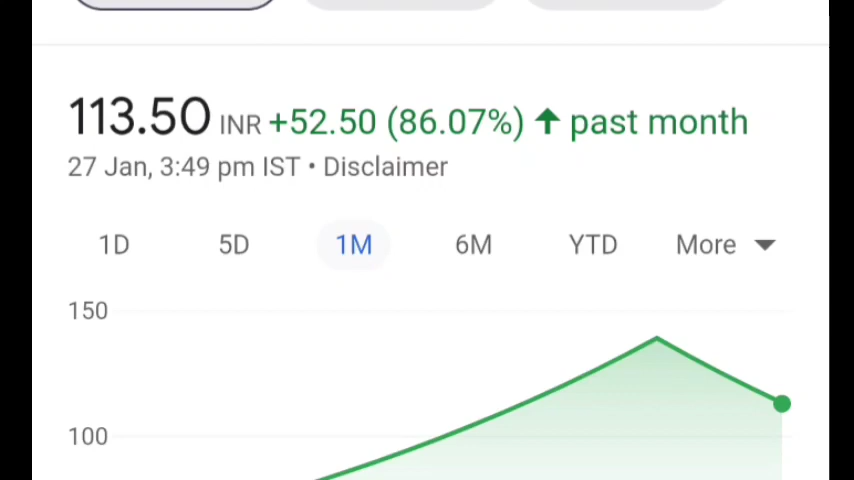 113.50 INR +52.50 (86.07%) ↑ past month
27 Jan, 3:49 pm IST • Disclaimer
1D 5D 1M 6M YTD More
150
100